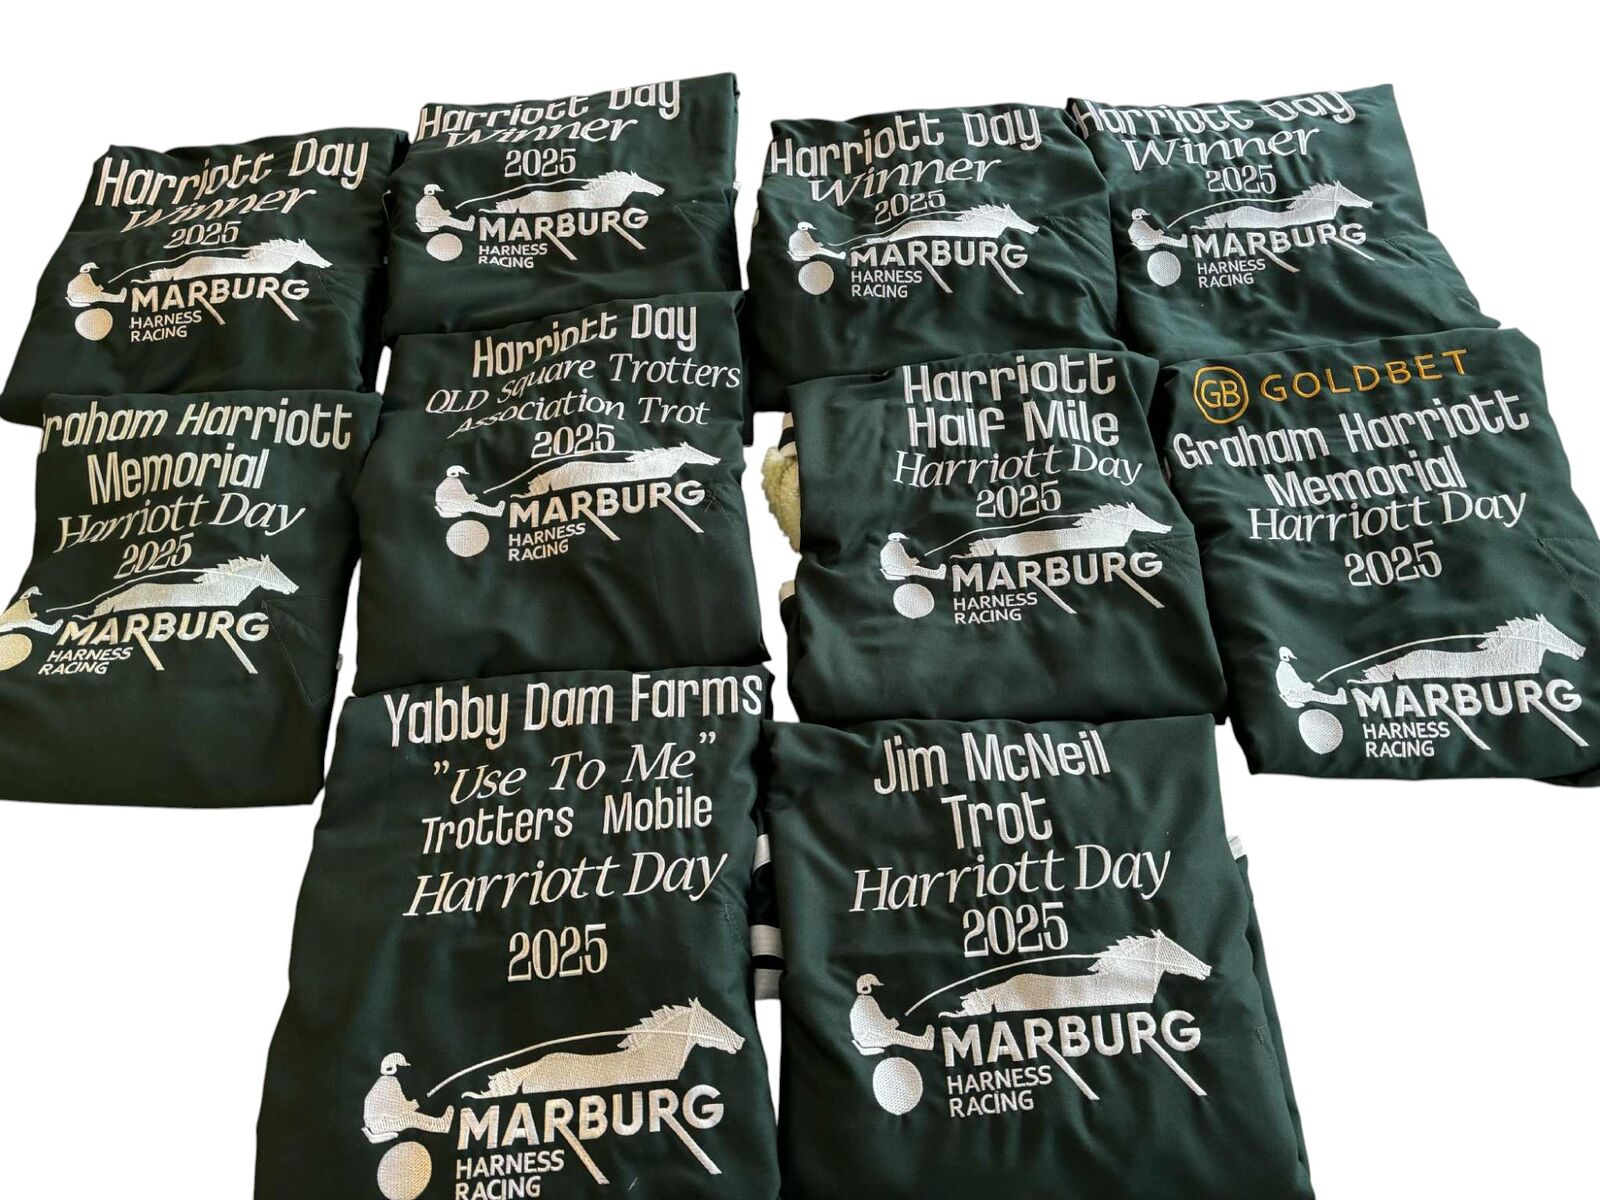 Harriott Day
Winner
2025
MARBURG
HARNESS
RACING
Harriott Day
Winner
2025
MARBURG
HARNESS
RACING
Harriott Day
Winner
2025
MARBURG
HARNESS
RACING
Harriott Day
Winner
2025
MARBURG
HARNESS
RACING
Graham Harriott
Memorial
Harriott Day
2025
MARBURG
HARNESS
RACING
Harriott Day
QLD Square Trotters
Association Trot
2025
MARBURG
HARNESS
RACING
Harriott
Half Mile
Harriott Day
2025
MARBURG
HARNESS
RACING
GB GOLDBET
Graham Harriott
Memorial
Harriott Day
2025
MARBURG
HARNESS
RACING
Yabby Dam Farms
"Use To Me"
Trotters Mobile
Harriott Day
2025
MARBURG
HARNESS
RACING
Jim McNeil
Trot
Harriott Day
2025
MARBURG
HARNESS
RACING